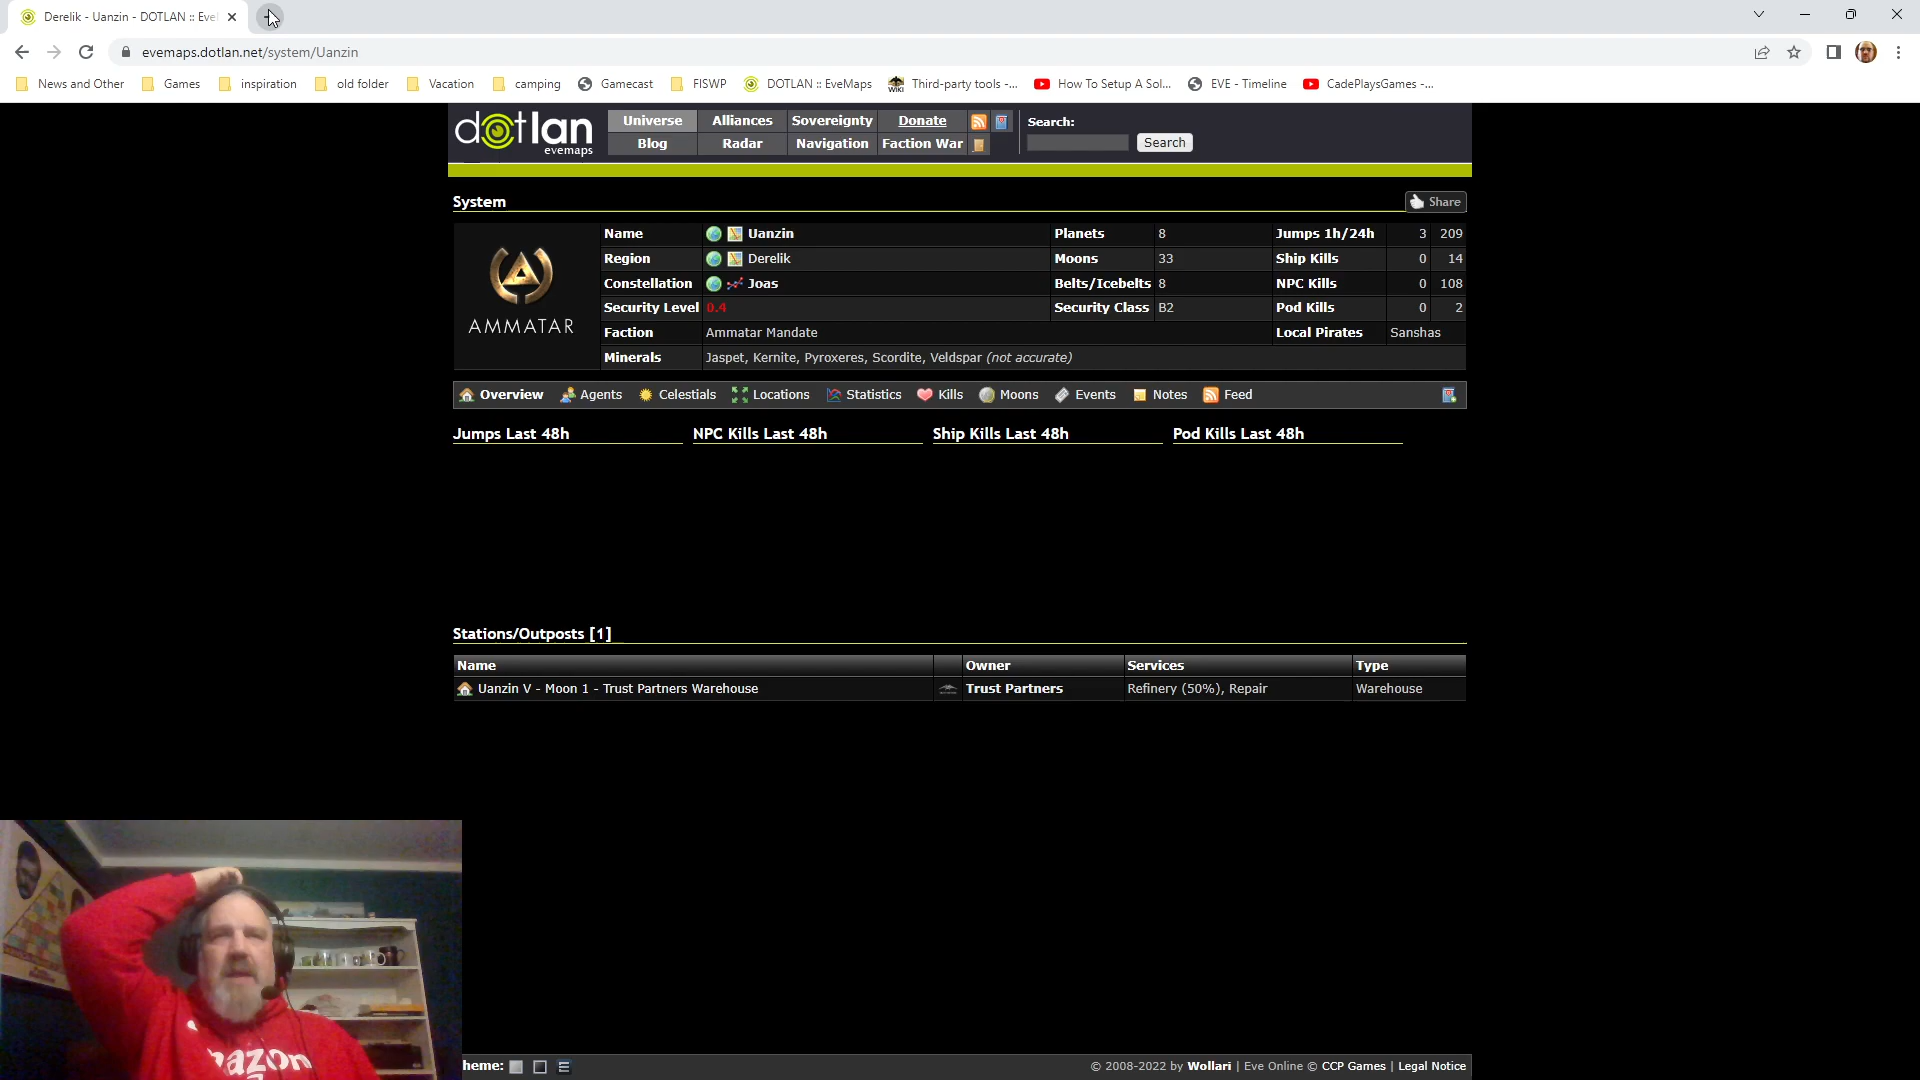 Derelik - Uanzin - DOTLAN :: Eve
evemaps.dotlan.net/system/Uanzin
News and Other Games inspiration old folder Vacation camping Gamecast FISWP DOTLAN :: EveMaps Third-party tools -... How To Setup A Sol... EVE - Timeline CadePlaysGames -...
dotlan evemaps
Universe Alliances Sovereignty Donate
Blog Radar Navigation Faction War
Search:
Search
System
Share
AMMATAR
Name Uanzin Planets 8 Jumps 1h/24h 3 209
Region Derelik Moons 33 Ship Kills 0 14
Constellation Joas Belts/Icebelts 8 NPC Kills 0 108
Security Level 0.4 Security Class B2 Pod Kills 0 2
Faction Ammatar Mandate Local Pirates Sanshas
Minerals Jaspet, Kernite, Pyroxeres, Scordite, Veldspar (not accurate)
Overview Agents Celestials Locations Statistics Kills Moons Events Notes Feed
Jumps Last 48h NPC Kills Last 48h Ship Kills Last 48h Pod Kills Last 48h
Stations/Outposts [1]
Name Owner Services Type
Uanzin V - Moon 1 - Trust Partners Warehouse Trust Partners Refinery (50%), Repair Warehouse
heme:
© 2008-2022 by Wollari | Eve Online © CCP Games | Legal Notice